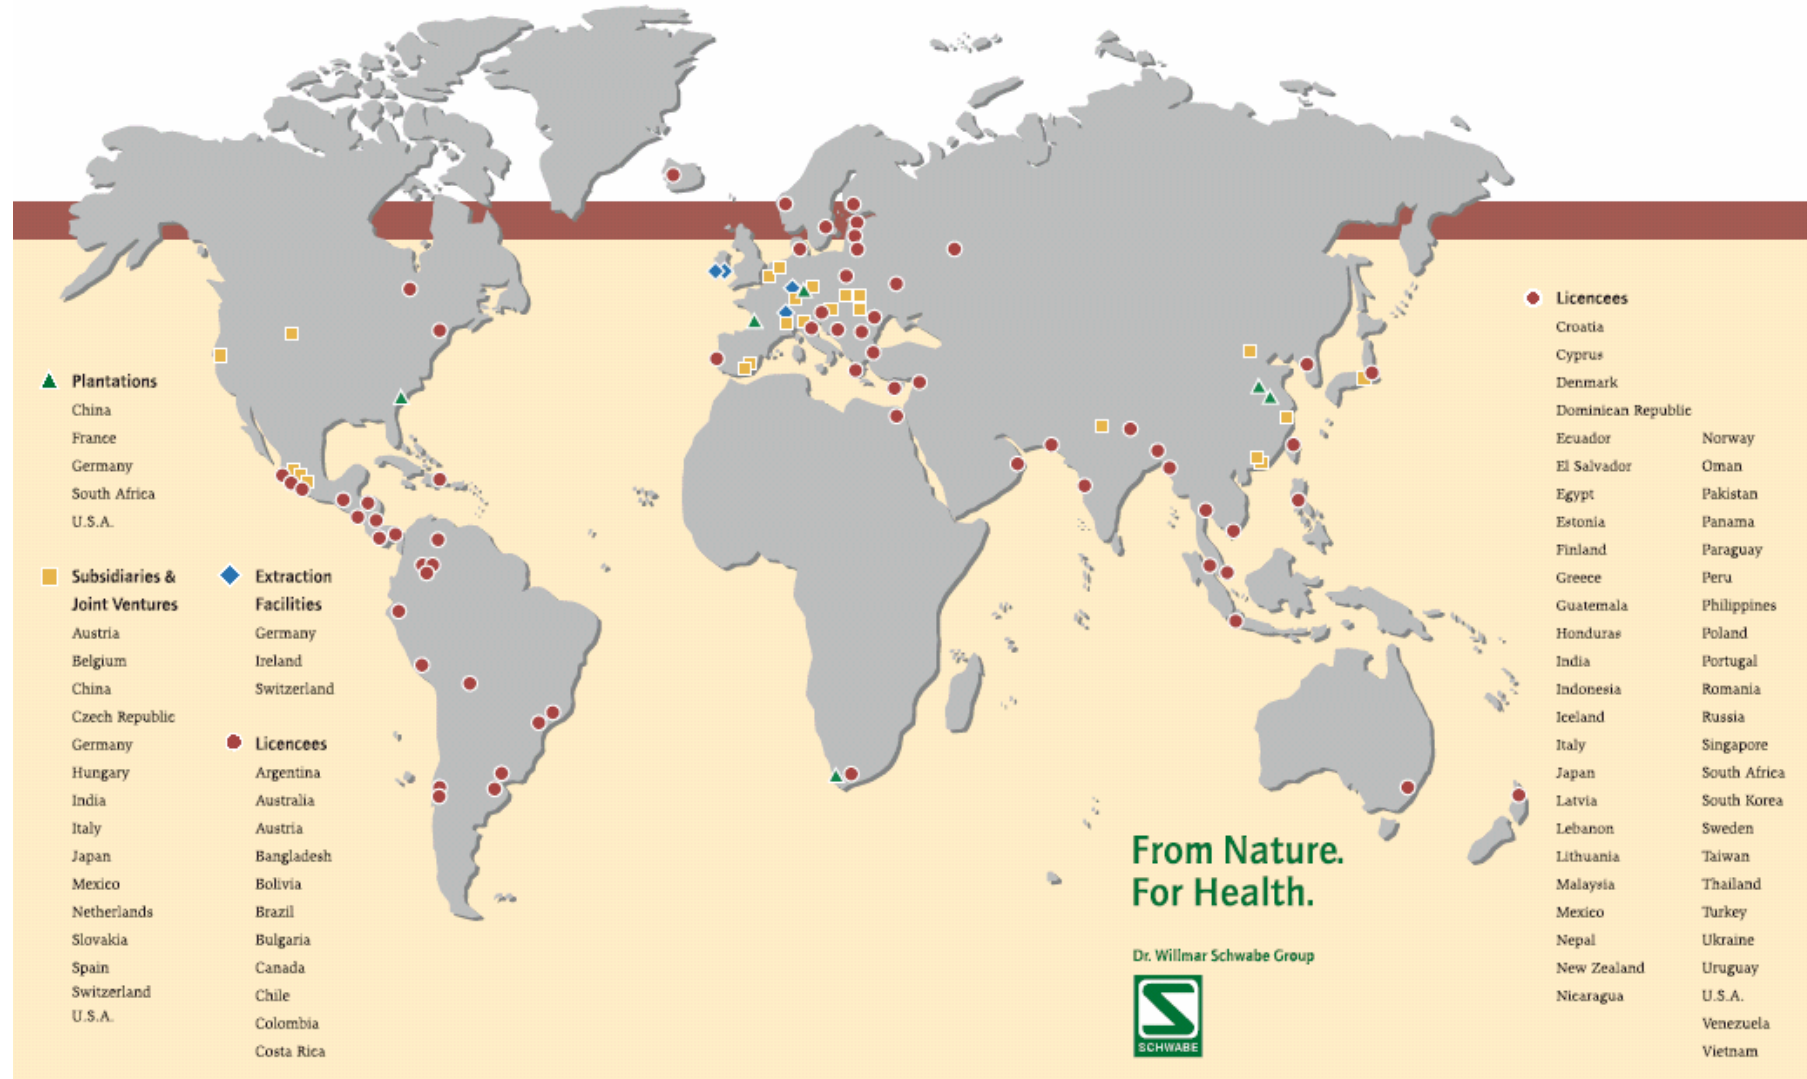 Plantations
China
France
Germany
South Africa
U.S.A.
Subsidiaries &
Joint Ventures
Austria
Belgium
China
Czech Republic
Germany
Hungary
India
Italy
Japan
Mexico
Netherlands
Slovakia
Spain
Switzerland
U.S.A.
Extraction
Facilities
Germany
Ireland
Switzerland
Licencees
Argentina
Australia
Austria
Bangladesh
Bolivia
Brazil
Bulgaria
Canada
Chile
Colombia
Costa Rica
From Nature.
For Health.
Dr. Willmar Schwabe Group
SCHWABE
Licencees
Croatia
Cyprus
Denmark
Dominican Republic
Ecuador
El Salvador
Egypt
Estonia
Finland
Greece
Guatemala
Honduras
India
Indonesia
Iceland
Italy
Japan
Latvia
Lebanon
Lithuania
Malaysia
Mexico
Nepal
New Zealand
Nicaragua
Norway
Oman
Pakistan
Panama
Paraguay
Peru
Philippines
Poland
Portugal
Romania
Russia
Singapore
South Africa
South Korea
Sweden
Taiwan
Thailand
Turkey
Ukraine
Uruguay
U.S.A.
Venezuela
Vietnam